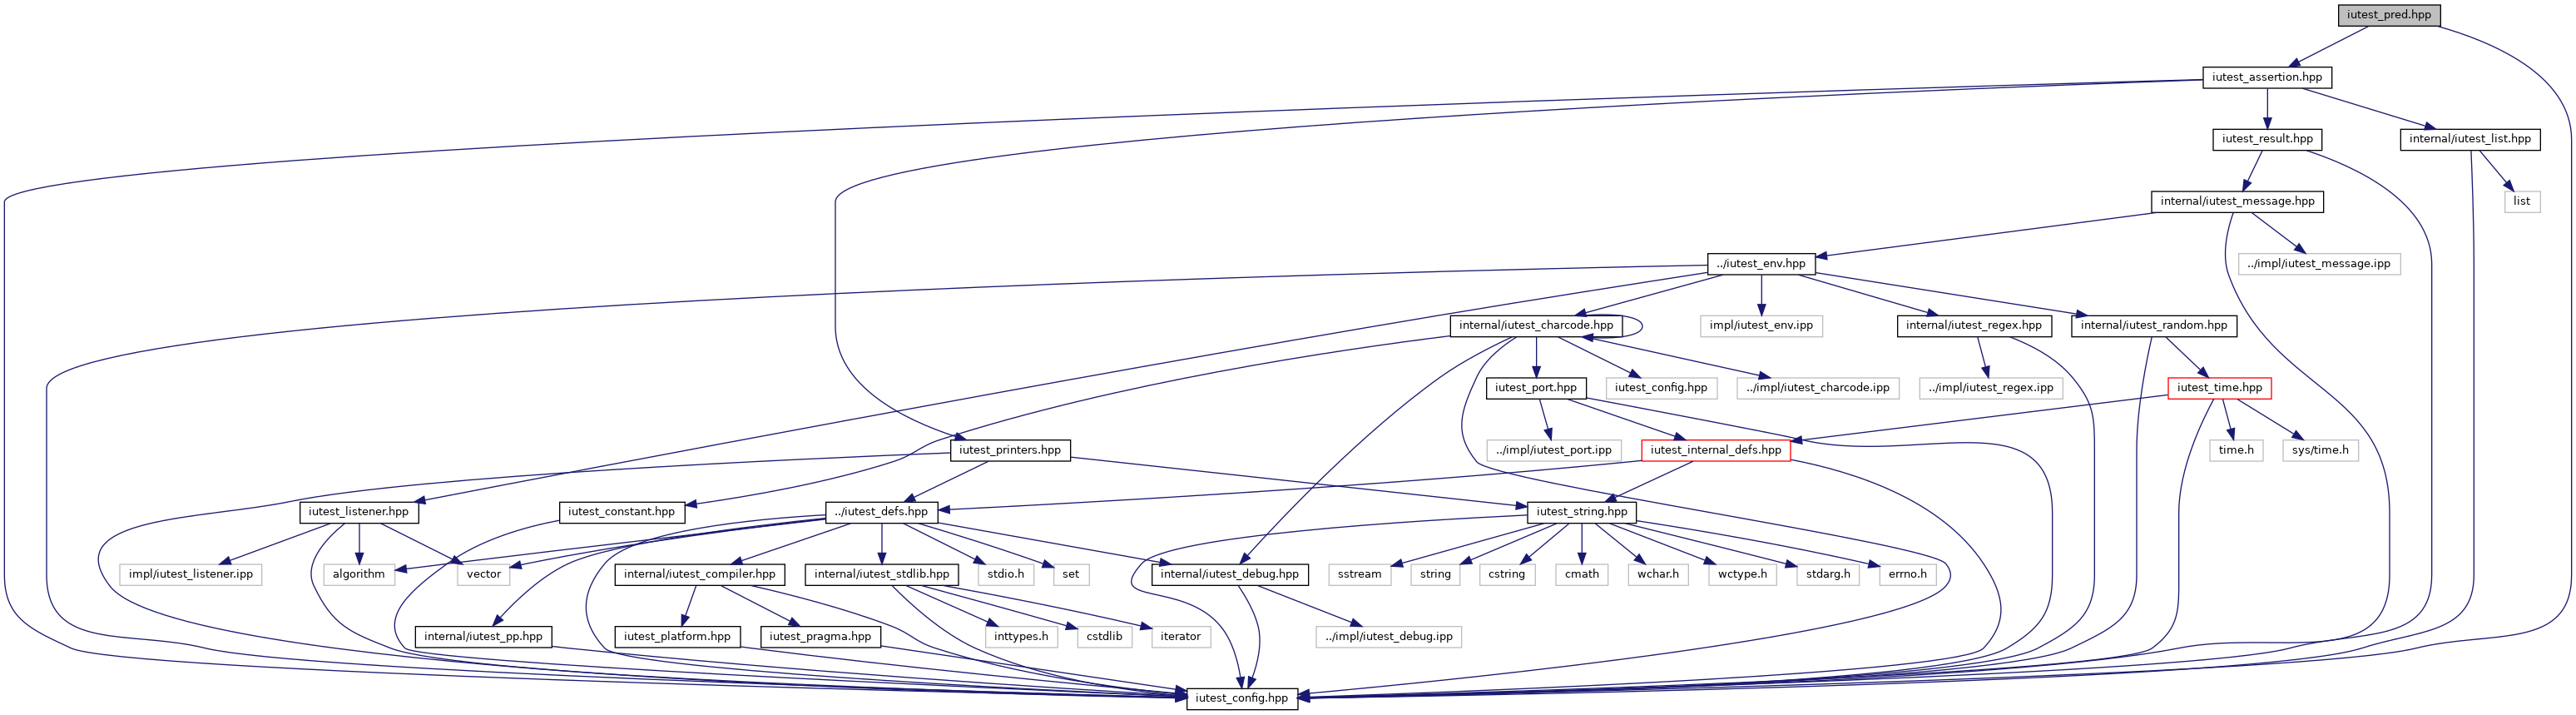 iutest_pred.hpp
iutest_assertion.hpp
iutest_result.hpp
internal/iutest_list.hpp
internal/iutest_message.hpp
list
../iutest_env.hpp
../impl/iutest_message.ipp
internal/iutest_charcode.hpp
impl/iutest_env.ipp
internal/iutest_regex.hpp
internal/iutest_random.hpp
iutest_port.hpp
iutest_config.hpp
../impl/iutest_charcode.ipp
../impl/iutest_regex.ipp
iutest_time.hpp
iutest_printers.hpp
../impl/iutest_port.ipp
iutest_internal_defs.hpp
time.h
sys/time.h
iutest_listener.hpp
iutest_constant.hpp
../iutest_defs.hpp
iutest_string.hpp
impl/iutest_listener.ipp
algorithm
vector
internal/iutest_compiler.hpp
internal/iutest_stdlib.hpp
stdio.h
set
internal/iutest_debug.hpp
sstream
string
cstring
cmath
wchar.h
wctype.h
stdarg.h
errno.h
internal/iutest_pp.hpp
iutest_platform.hpp
iutest_pragma.hpp
inttypes.h
cstdlib
iterator
../impl/iutest_debug.ipp
iutest_config.hpp